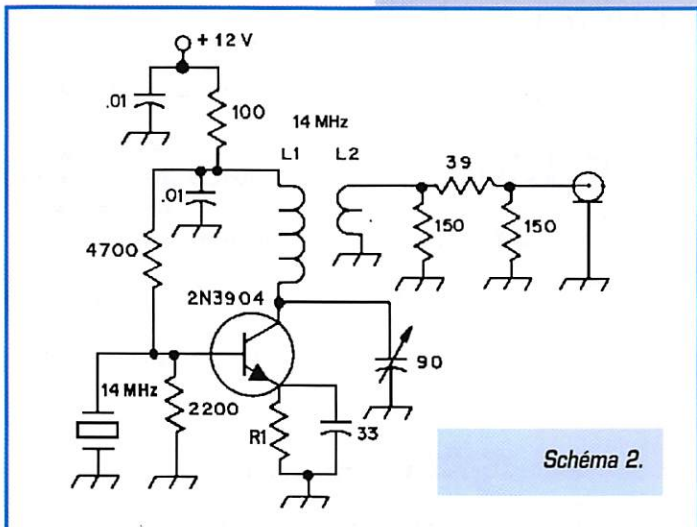 + 12 V
.01
100
14 MHz
L1
L2
39
.01
150
150
4700
2N3904
90
14 MHz
2200
R1
33
Schéma 2.